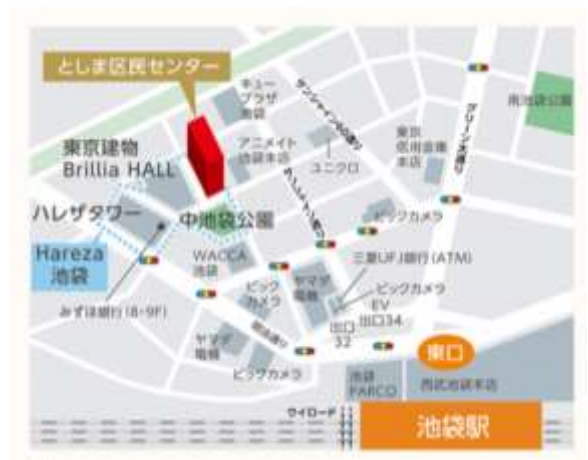 としま区民センター
キュー
プラザ
池袋
サンシャイン60通り
グリーン大通り
南池袋公園
東京建物
Brillia HALL
アニメイト
池袋本店
ユニクロ
東京
信用金庫
本店
ハレザタワー
中池袋公園
ビックカメラ
Hareza
池袋
WACCA
池袋
三菱UFJ銀行(ATM)
みずほ銀行(8・9F)
ビック
カメラ
ヤマダ
電機
ビックカメラ
EV
出口34
出口
32
明治通り
ヤマダ
電機
ビックカメラ
東口
池袋
PARCO
西武池袋本店
ウイロード
池袋駅